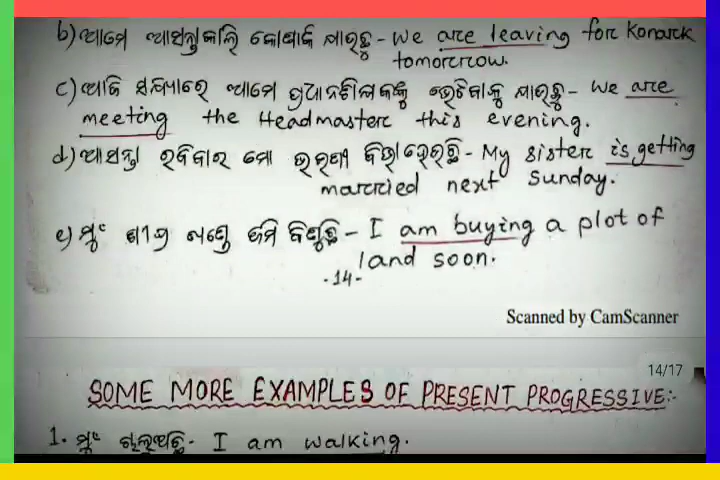 b) ଆମେ ଆସନ୍ତାକାଲି କୋଣାର୍କ ଯାଉଛୁ - We are leaving for Konark
tomorrow.
c) ଆଜି ସନ୍ଧ୍ୟାରେ ଆମେ ପ୍ରଧାନଶିକ୍ଷକଙ୍କୁ ଭେଟିବାକୁ ଯାଉଛୁ - We are
meeting the Headmaster this evening.
d) ଆସନ୍ତା ରବିବାର ମୋ ଭଉଣୀ ବିଭାହେଉଛି - My sister is getting
married next Sunday.
e) ମୁଂ ଶୀଘ୍ର ଖଣ୍ଡେ ଜମି କିଣୁଛି - I am buying a plot of
land soon.
-14-
Scanned by CamScanner
14/17
SOME MORE EXAMPLES OF PRESENT PROGRESSIVE:-
1. ମୁଂ ଚାଲୁଅଛି - I am walking.